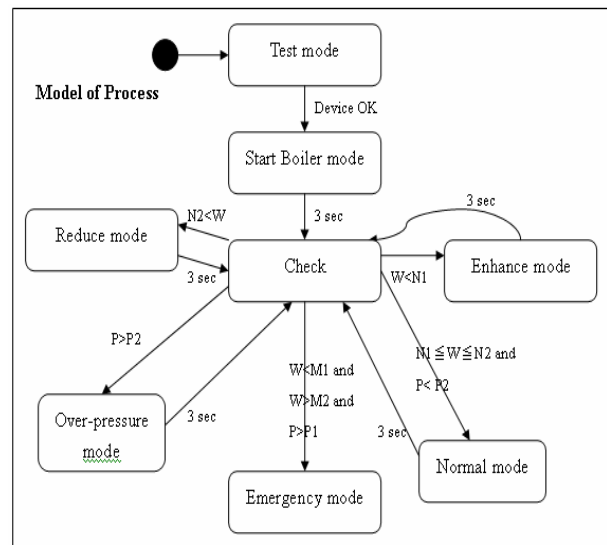 Test mode
Model of Process
Device OK
Start Boiler mode
3 sec
N2<W
3 sec
Reduce mode
Check
Enhance mode
3 sec
W<N1
P>P2
N1≦W≦N2 and
P< P2
W<M1 and
W>M2 and
P>P1
Over-pressure
mode
3 sec
3 sec
Normal mode
Emergency mode